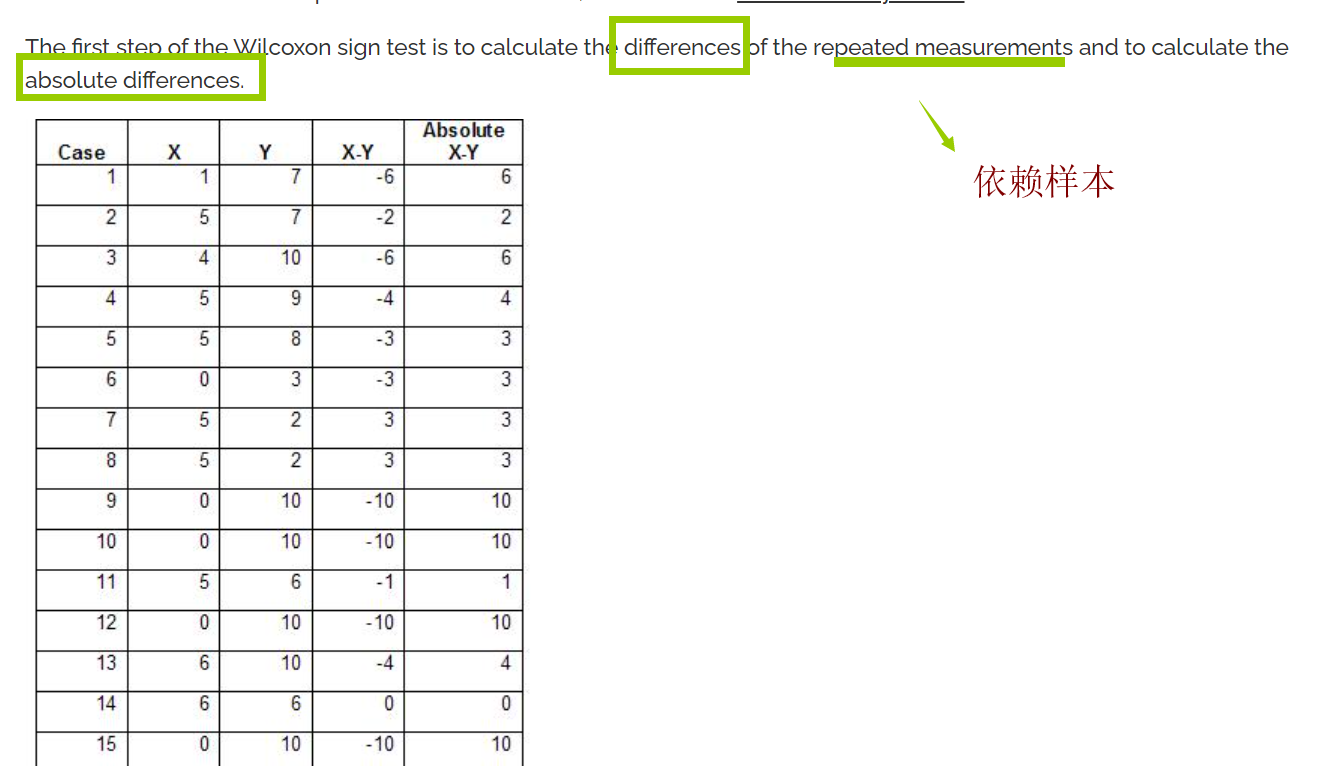 The first step of the Wilcoxon sign test is to calculate the differences of the repeated measurements and to calculate the
absolute differences.
依赖样本
Case X Y X-Y Absolute X-Y
1 1 7 -6 6
2 5 7 -2 2
3 4 10 -6 6
4 5 9 -4 4
5 5 8 -3 3
6 0 3 -3 3
7 5 2 3 3
8 5 2 3 3
9 0 10 -10 10
10 0 10 -10 10
11 5 6 -1 1
12 0 10 -10 10
13 6 10 -4 4
14 6 6 0 0
15 0 10 -10 10